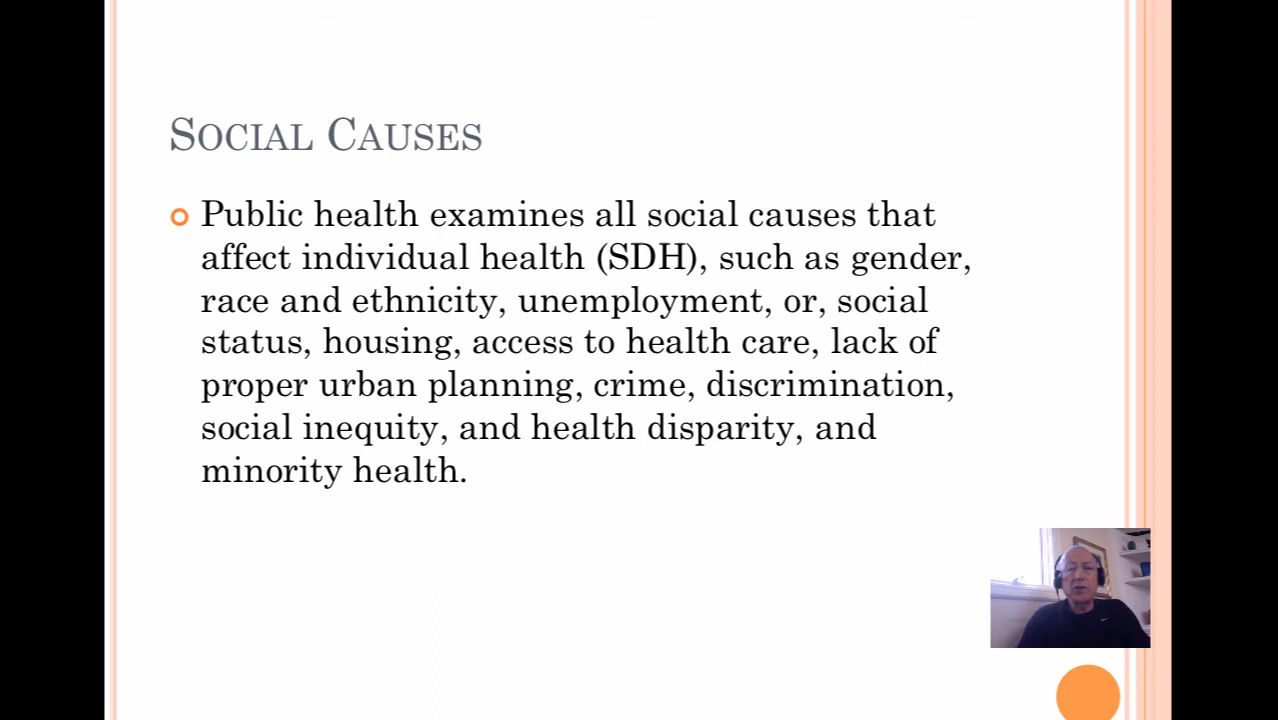 Social Causes
Public health examines all social causes that
affect individual health (SDH), such as gender,
race and ethnicity, unemployment, or, social
status, housing, access to health care, lack of
proper urban planning, crime, discrimination,
social inequity, and health disparity, and
minority health.